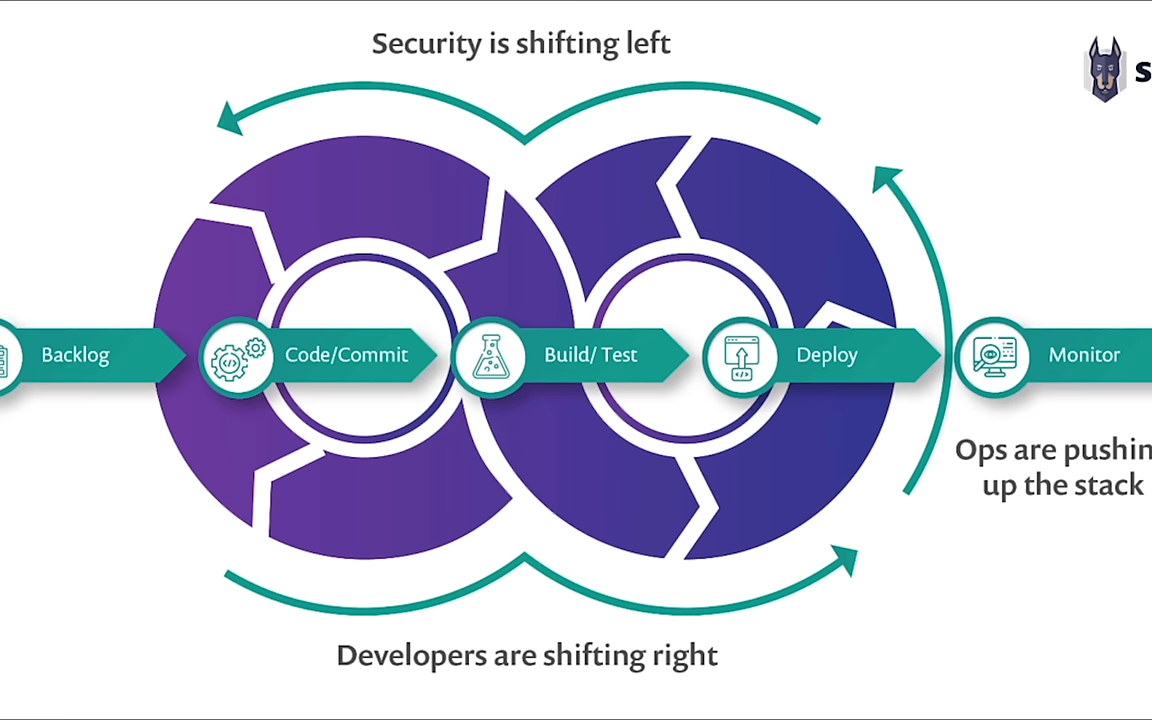 Security is shifting left
s
Backlog
Code/Commit
Build/ Test
Deploy
Monitor
Ops are pushin
up the stack
Developers are shifting right